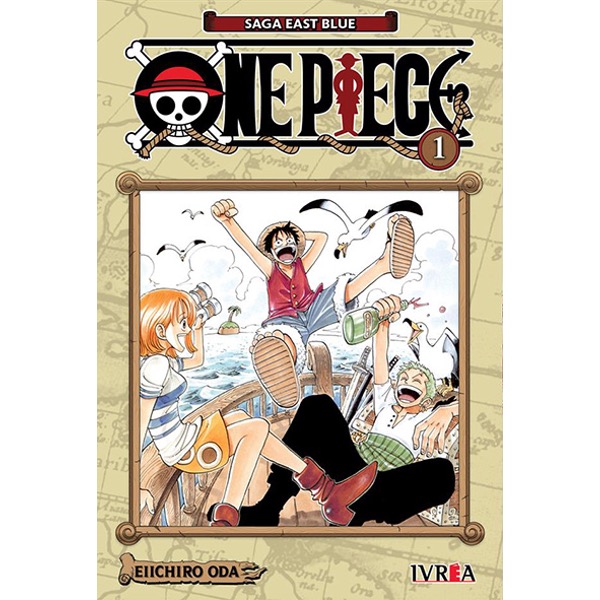 SAGA EAST BLUE
ONE PIECE
1
EIICHIRO ODA
IVREA